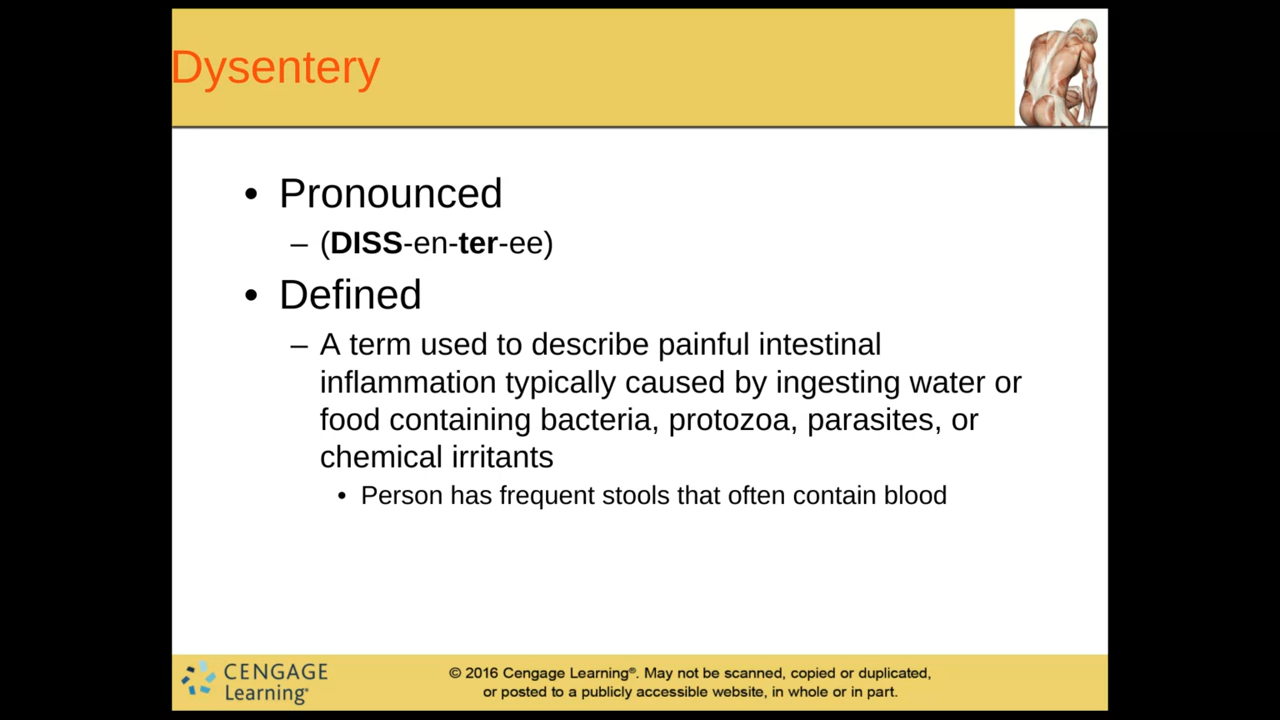 Dysentery
• Pronounced
– (DISS-en-ter-ee)
• Defined
– A term used to describe painful intestinal
inflammation typically caused by ingesting water or
food containing bacteria, protozoa, parasites, or
chemical irritants
• Person has frequent stools that often contain blood
CENGAGE
Learning®
© 2016 Cengage Learning®. May not be scanned, copied or duplicated,
or posted to a publicly accessible website, in whole or in part.